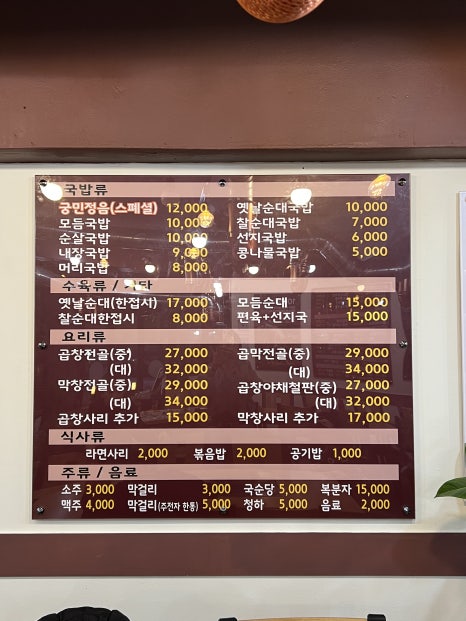 국밥류
궁민정음(스페셜) 12,000 옛날순대국밥 10,000
모듬국밥 10,000 찰순대국밥 7,000
순살국밥 10,000 선지국밥 6,000
내장국밥 9,000 콩나물국밥 5,000
머리국밥 8,000
수육류 /
옛날순대(한접시) 17,000 모듬순대 15,000
찰순대한접시 8,000 편육+선지국 15,000
요리류
곱창전골(중) 27,000 곱막전골(중) 29,000
(대) 32,000 (대) 34,000
막창전골(중) 29,000 곱창야채철판(중) 27,000
(대) 34,000 (대) 32,000
곱창사리 추가 15,000 막창사리 추가 17,000
식사류
라면사리 2,000 볶음밥 2,000 공기밥 1,000
주류 / 음료
소주 3,000 막걸리 3,000 국순당 5,000 복분자 15,000
맥주 4,000 막걸리(주전자 한통) 5,000 청하 5,000 음료 2,000